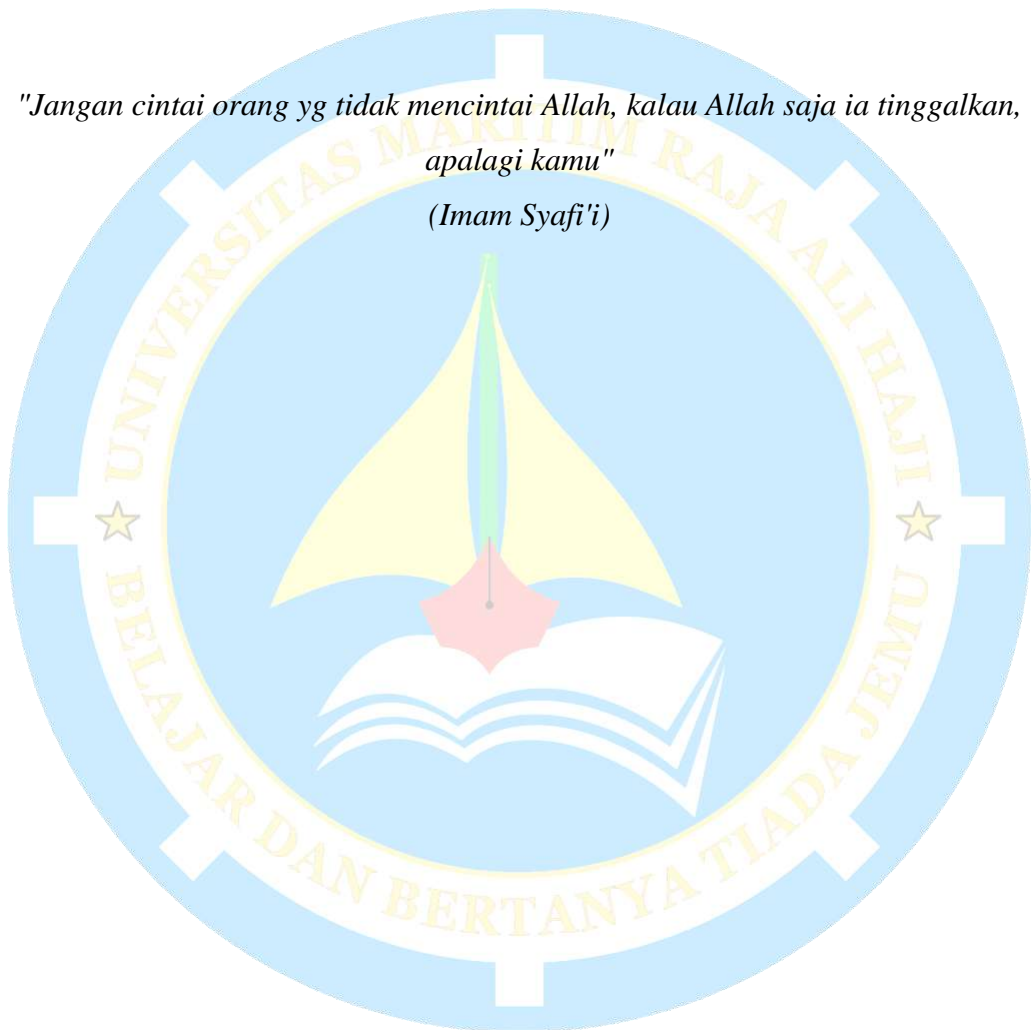 "Jangan cintai orang yg tidak mencintai Allah, kalau Allah saja ia tinggalkan,
apalagi kamu"
(Imam Syafi'i)
UNIVERSITAS MARITIM RAJA ALI HAJI
BELAJAR DAN BERTANYA TIADA JEMU